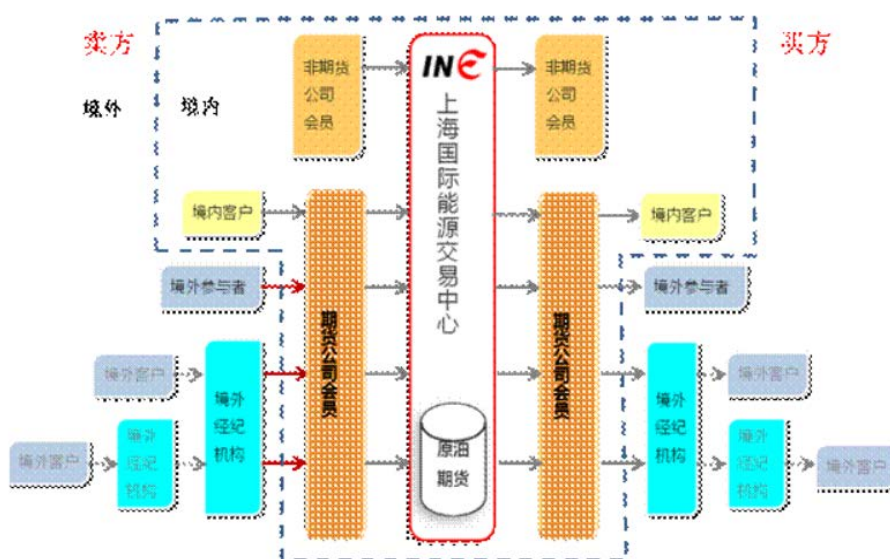 卖方
买方
境外
境内
非期货
公司
会员
INE
上海国际能源交易中心
非期货
公司
会员
境内客户
境内客户
境外参与者
境外参与者
期货公司会员
期货公司会员
境外客户
境外
经纪
机构
境外
经纪
机构
境外客户
境外客户
境外
经纪
机构
原油
期货
境外
经纪
机构
境外客户